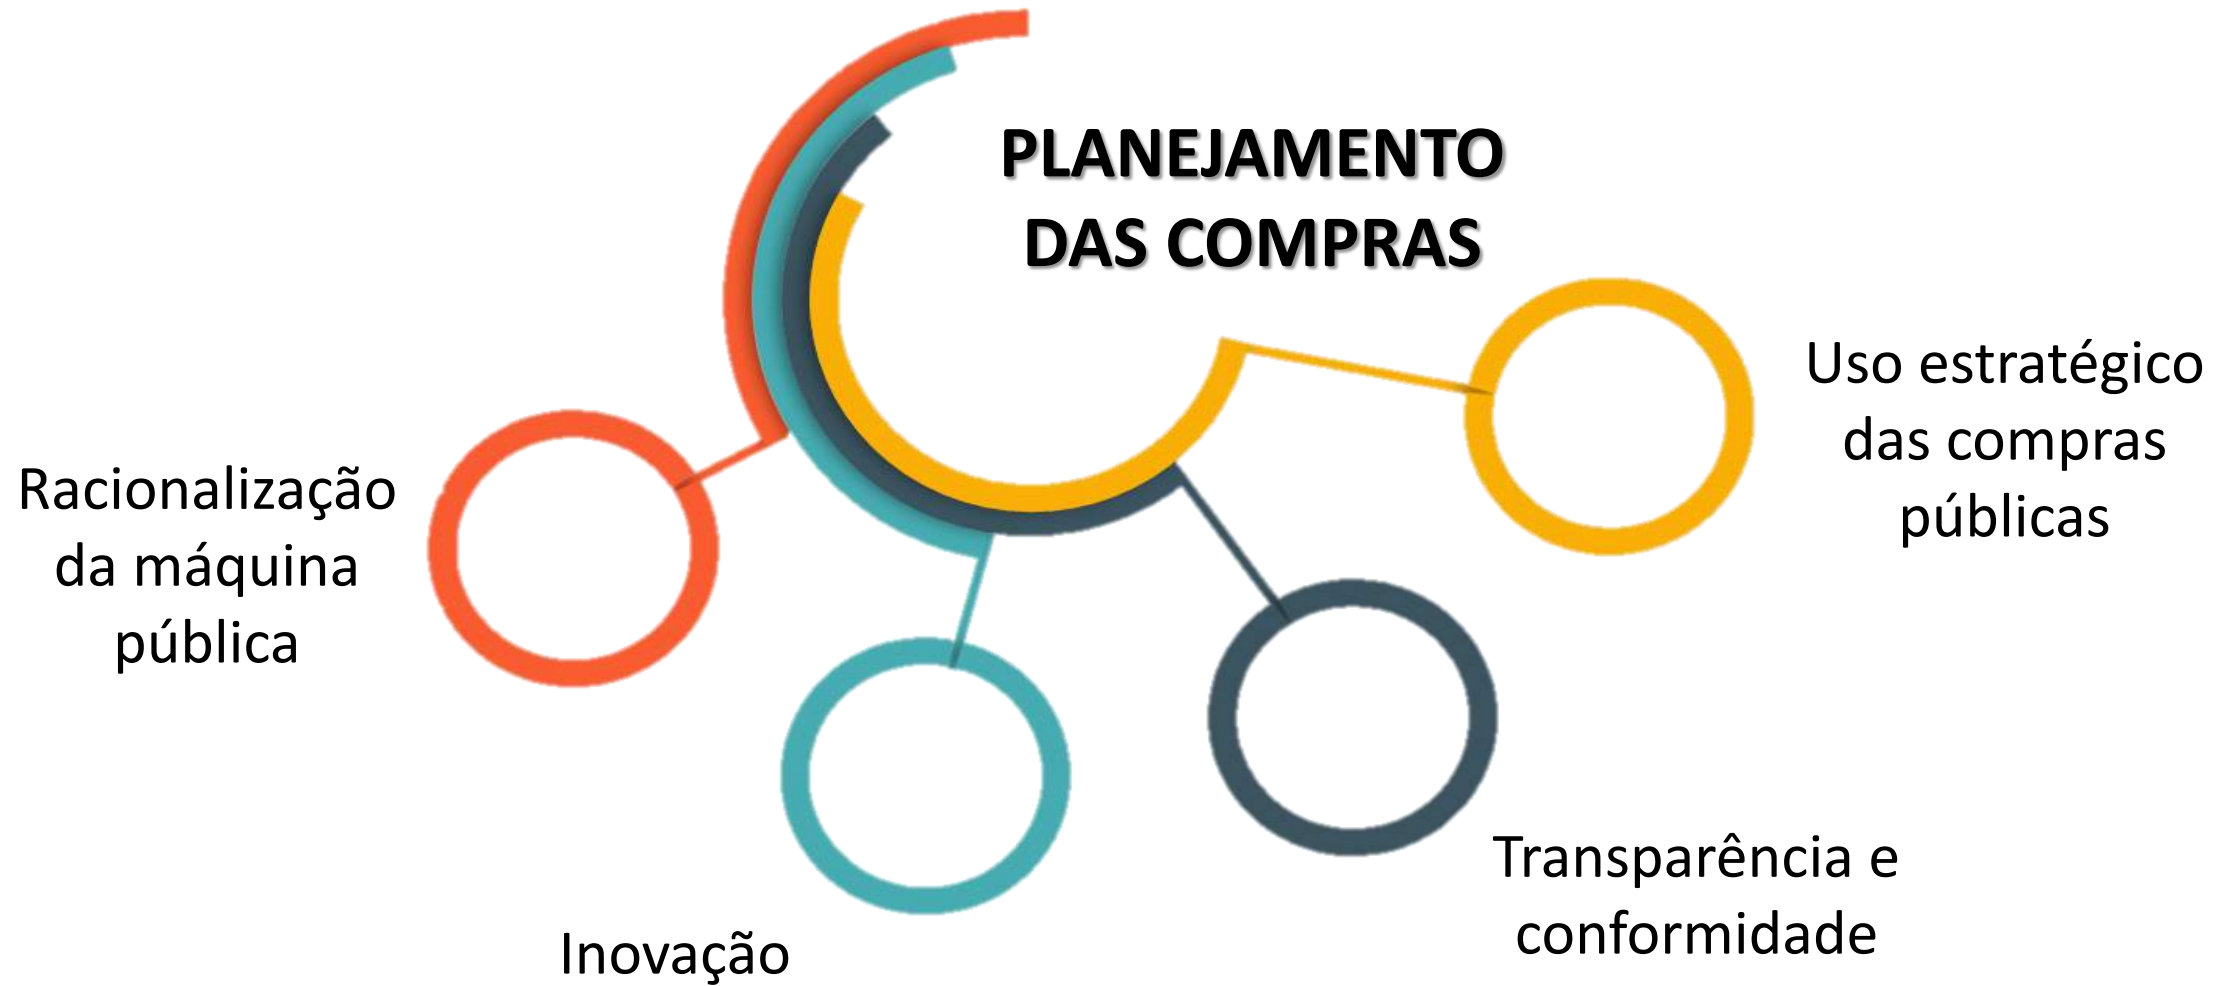 PLANEJAMENTO
DAS COMPRAS
Uso estratégico
das compras
públicas
Racionalização
da máquina
pública
Transparência e
conformidade
Inovação